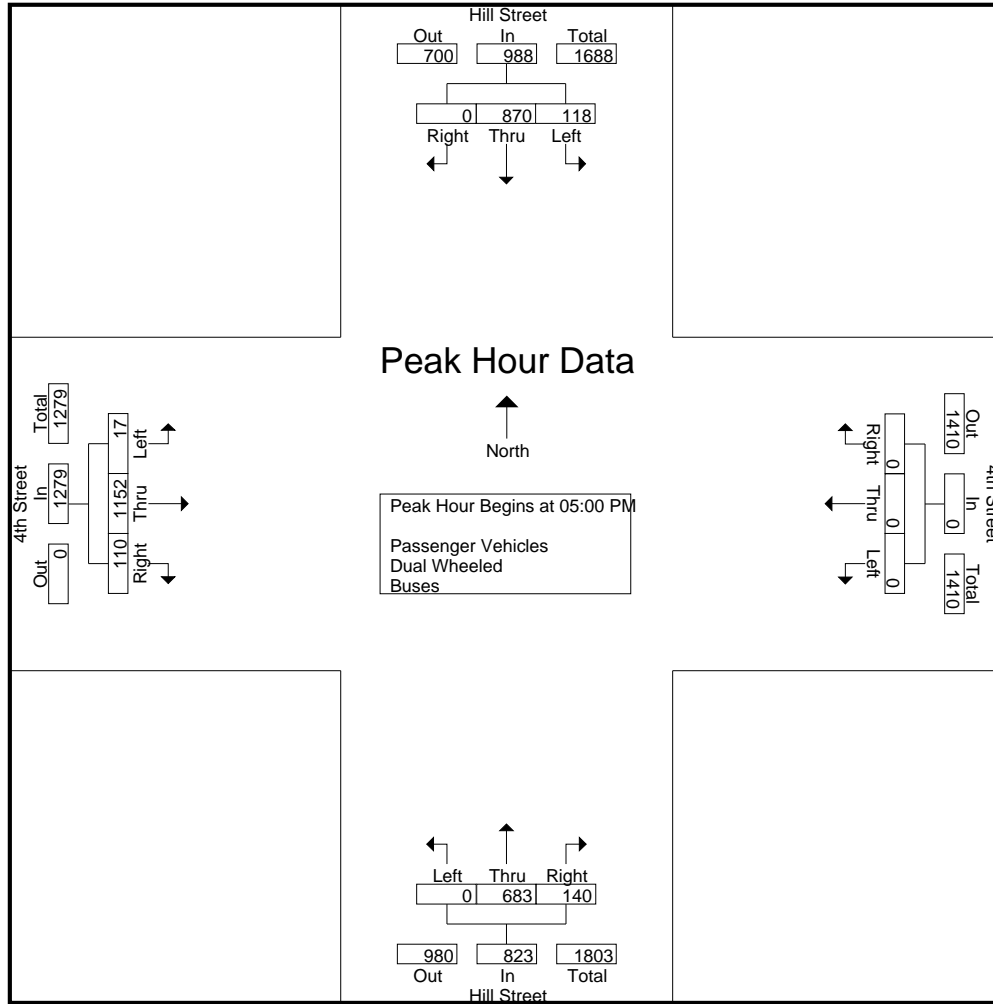 Hill Street
Out In Total
700 988 1688
0 870 118
Right Thru Left
Peak Hour Data
North
Peak Hour Begins at 05:00 PM
Passenger Vehicles
Dual Wheeled
Buses
4th Street
Out In Total
0 1279 1279
110 1152 17
Right Thru Left
4th Street
Out In Total
1410 0 1410
0 0 0
Right Thru Left
Left Thru Right
0 683 140
980 823 1803
Out In Total
Hill Street